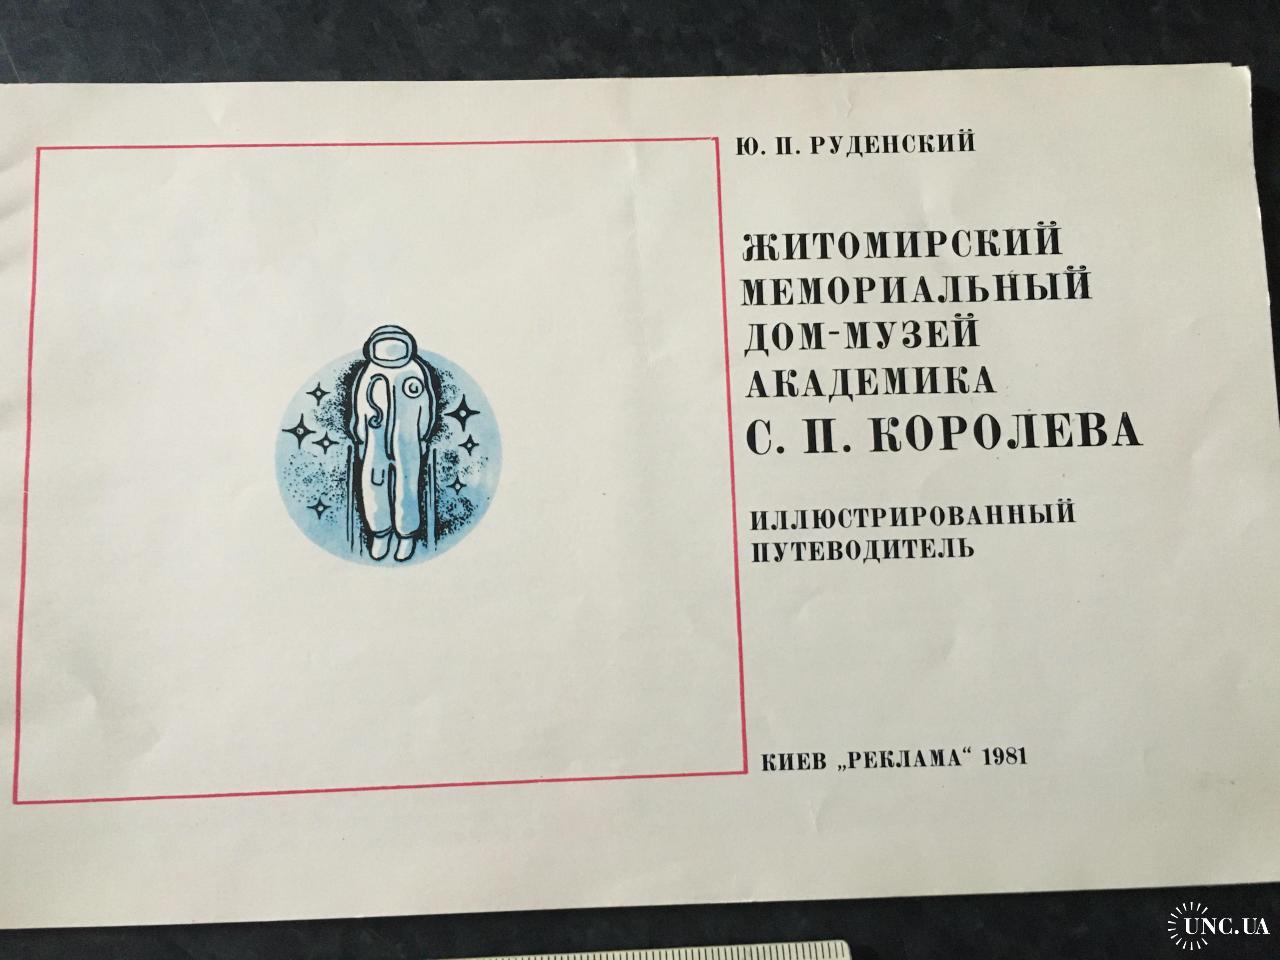 Ю. П. РУДЕНСКИЙ
ЖИТОМИРСКИЙ
МЕМОРИАЛЬНЫЙ
ДОМ-МУЗЕЙ
АКАДЕМИКА
С. П. КОРОЛЕВА
ИЛЛЮСТРИРОВАННЫЙ
ПУТЕВОДИТЕЛЬ
КИЕВ „РЕКЛАМА“ 1981
UNC.UA